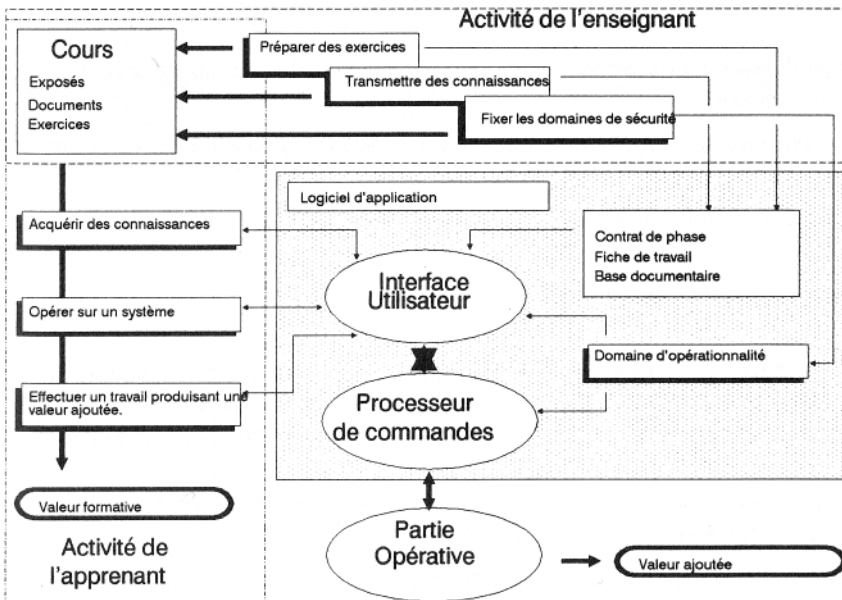 Activité de l'enseignant
Cours
Exposés
Documents
Exercices
Préparer des exercices
Transmettre des connaissances
Fixer les domaines de sécurité
Logiciel d'application
Acquérir des connaissances
Contrat de phase
Fiche de travail
Base documentaire
Interface
Utilisateur
Opérer sur un système
Domaine d'opérationnalité
Effectuer un travail produisant une
valeur ajoutée.
Processeur
de commandes
Valeur formative
Partie
Opérative
Activité de
l'apprenant
Valeur ajoutée